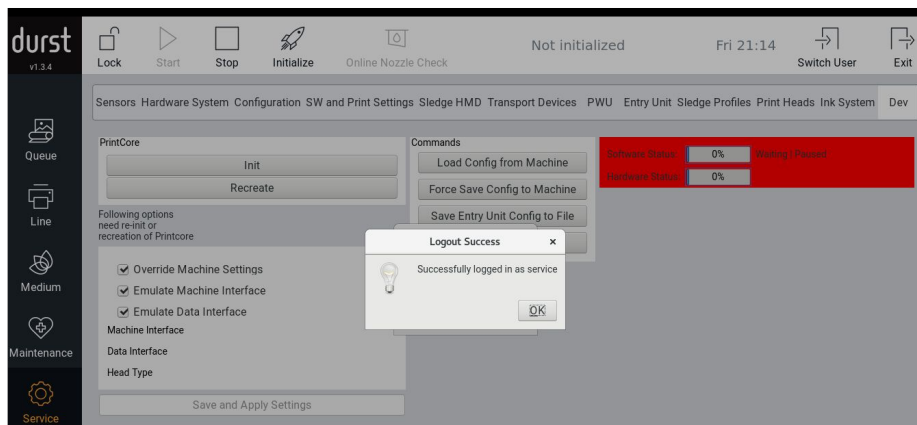 durst
v1.3.4
Lock
Start
Stop
Initialize
Online Nozzle Check
Not initialized
Fri 21:14
Switch User
Exit
Sensors Hardware System Configuration SW and Print Settings Sledge HMD Transport Devices PWU Entry Unit Sledge Profiles Print Heads Ink System Dev
Queue
Line
Medium
Maintenance
Service
PrintCore
Init
Recreate
Following options
need re-init or
recreation of Printcore
Override Machine Settings
Emulate Machine Interface
Emulate Data Interface
Machine Interface
Data Interface
Head Type
Save and Apply Settings
Commands
Load Config from Machine
Force Save Config to Machine
Save Entry Unit Config to File
Software Status: 0% Waiting | Paused
Hardware Status: 0%
Logout Success ×
Successfully logged in as service
OK